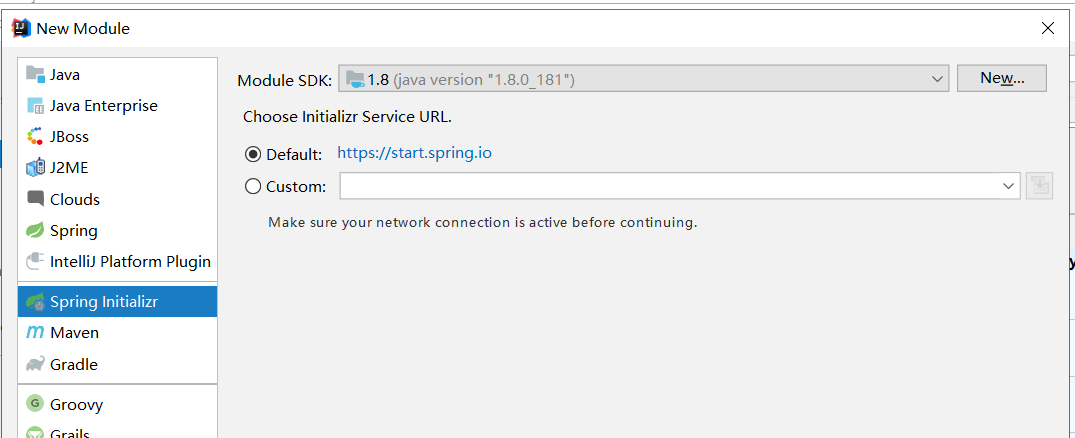 New Module
Java
Java Enterprise
JBoss
J2ME
Clouds
Spring
IntelliJ Platform Plugin
Spring Initializr
Maven
Gradle
Groovy
Grails
Module SDK: 1.8 (java version "1.8.0_181") New...
Choose Initializr Service URL.
Default: https://start.spring.io
Custom:
Make sure your network connection is active before continuing.